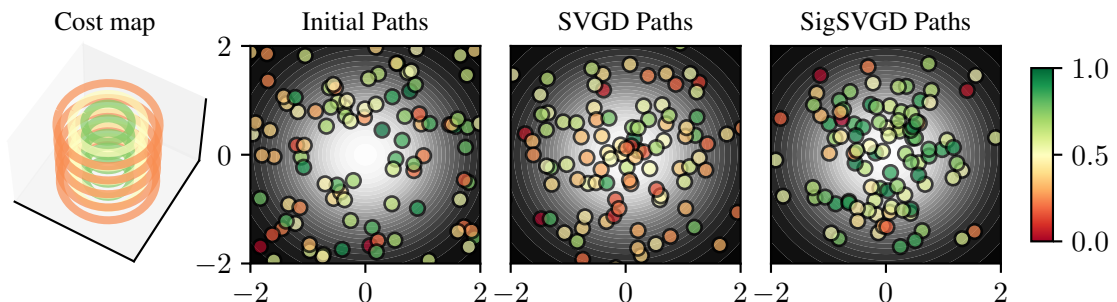 Cost map
Initial Paths
SVGD Paths
SigSVGD Paths
2
0
−2
−2 0 2
−2 0 2
−2 0 2
1.0
0.5
0.0